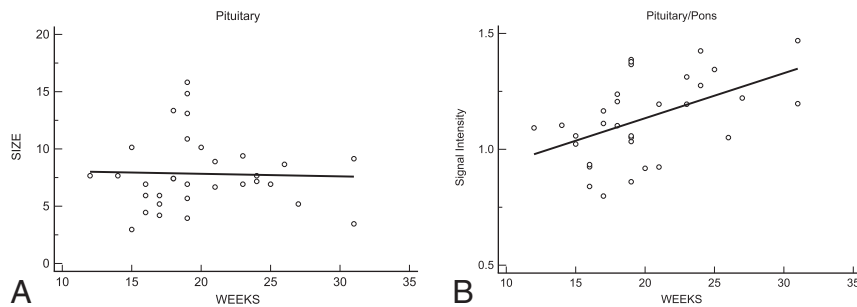 Pituitary
20
15
10
5
0
SIZE
10 15 20 25 30 35
WEEKS
A
Pituitary/Pons
1.5
1.0
0.5
Signal Intensity
10 15 20 25 30 35
WEEKS
B